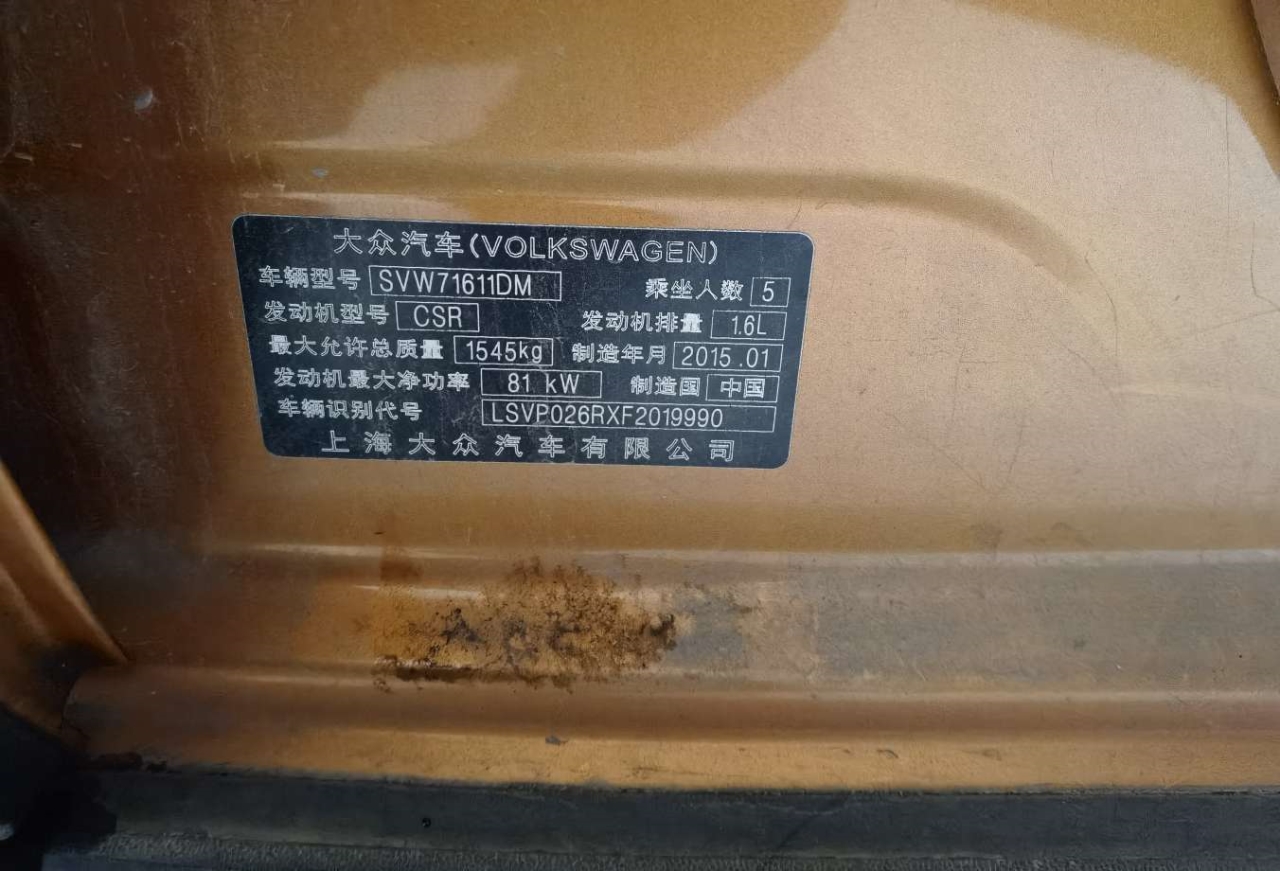 大众汽车(VOLKSWAGEN)
车辆型号 SVW71611DM 乘坐人数 5
发动机型号 CSR 发动机排量 1.6L
最大允许总质量 1545kg 制造年月 2015.01
发动机最大净功率 81 kW 制造国 中国
车辆识别代号 LSVP026RXF2019990
上海大众汽车有限公司